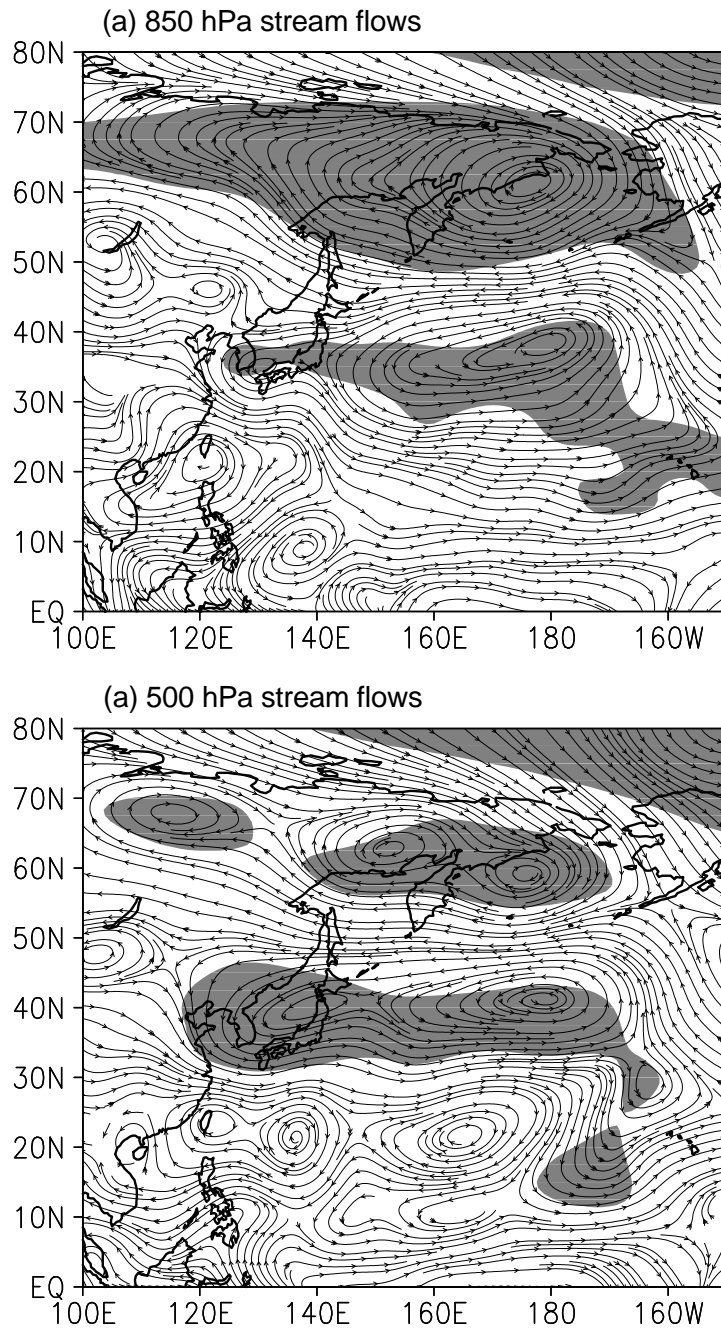 (a) 850 hPa stream flows
80N
70N
60N
50N
40N
30N
20N
10N
EQ
100E 120E 140E 160E 180 160W
(a) 500 hPa stream flows
80N
70N
60N
50N
40N
30N
20N
10N
EQ
100E 120E 140E 160E 180 160W